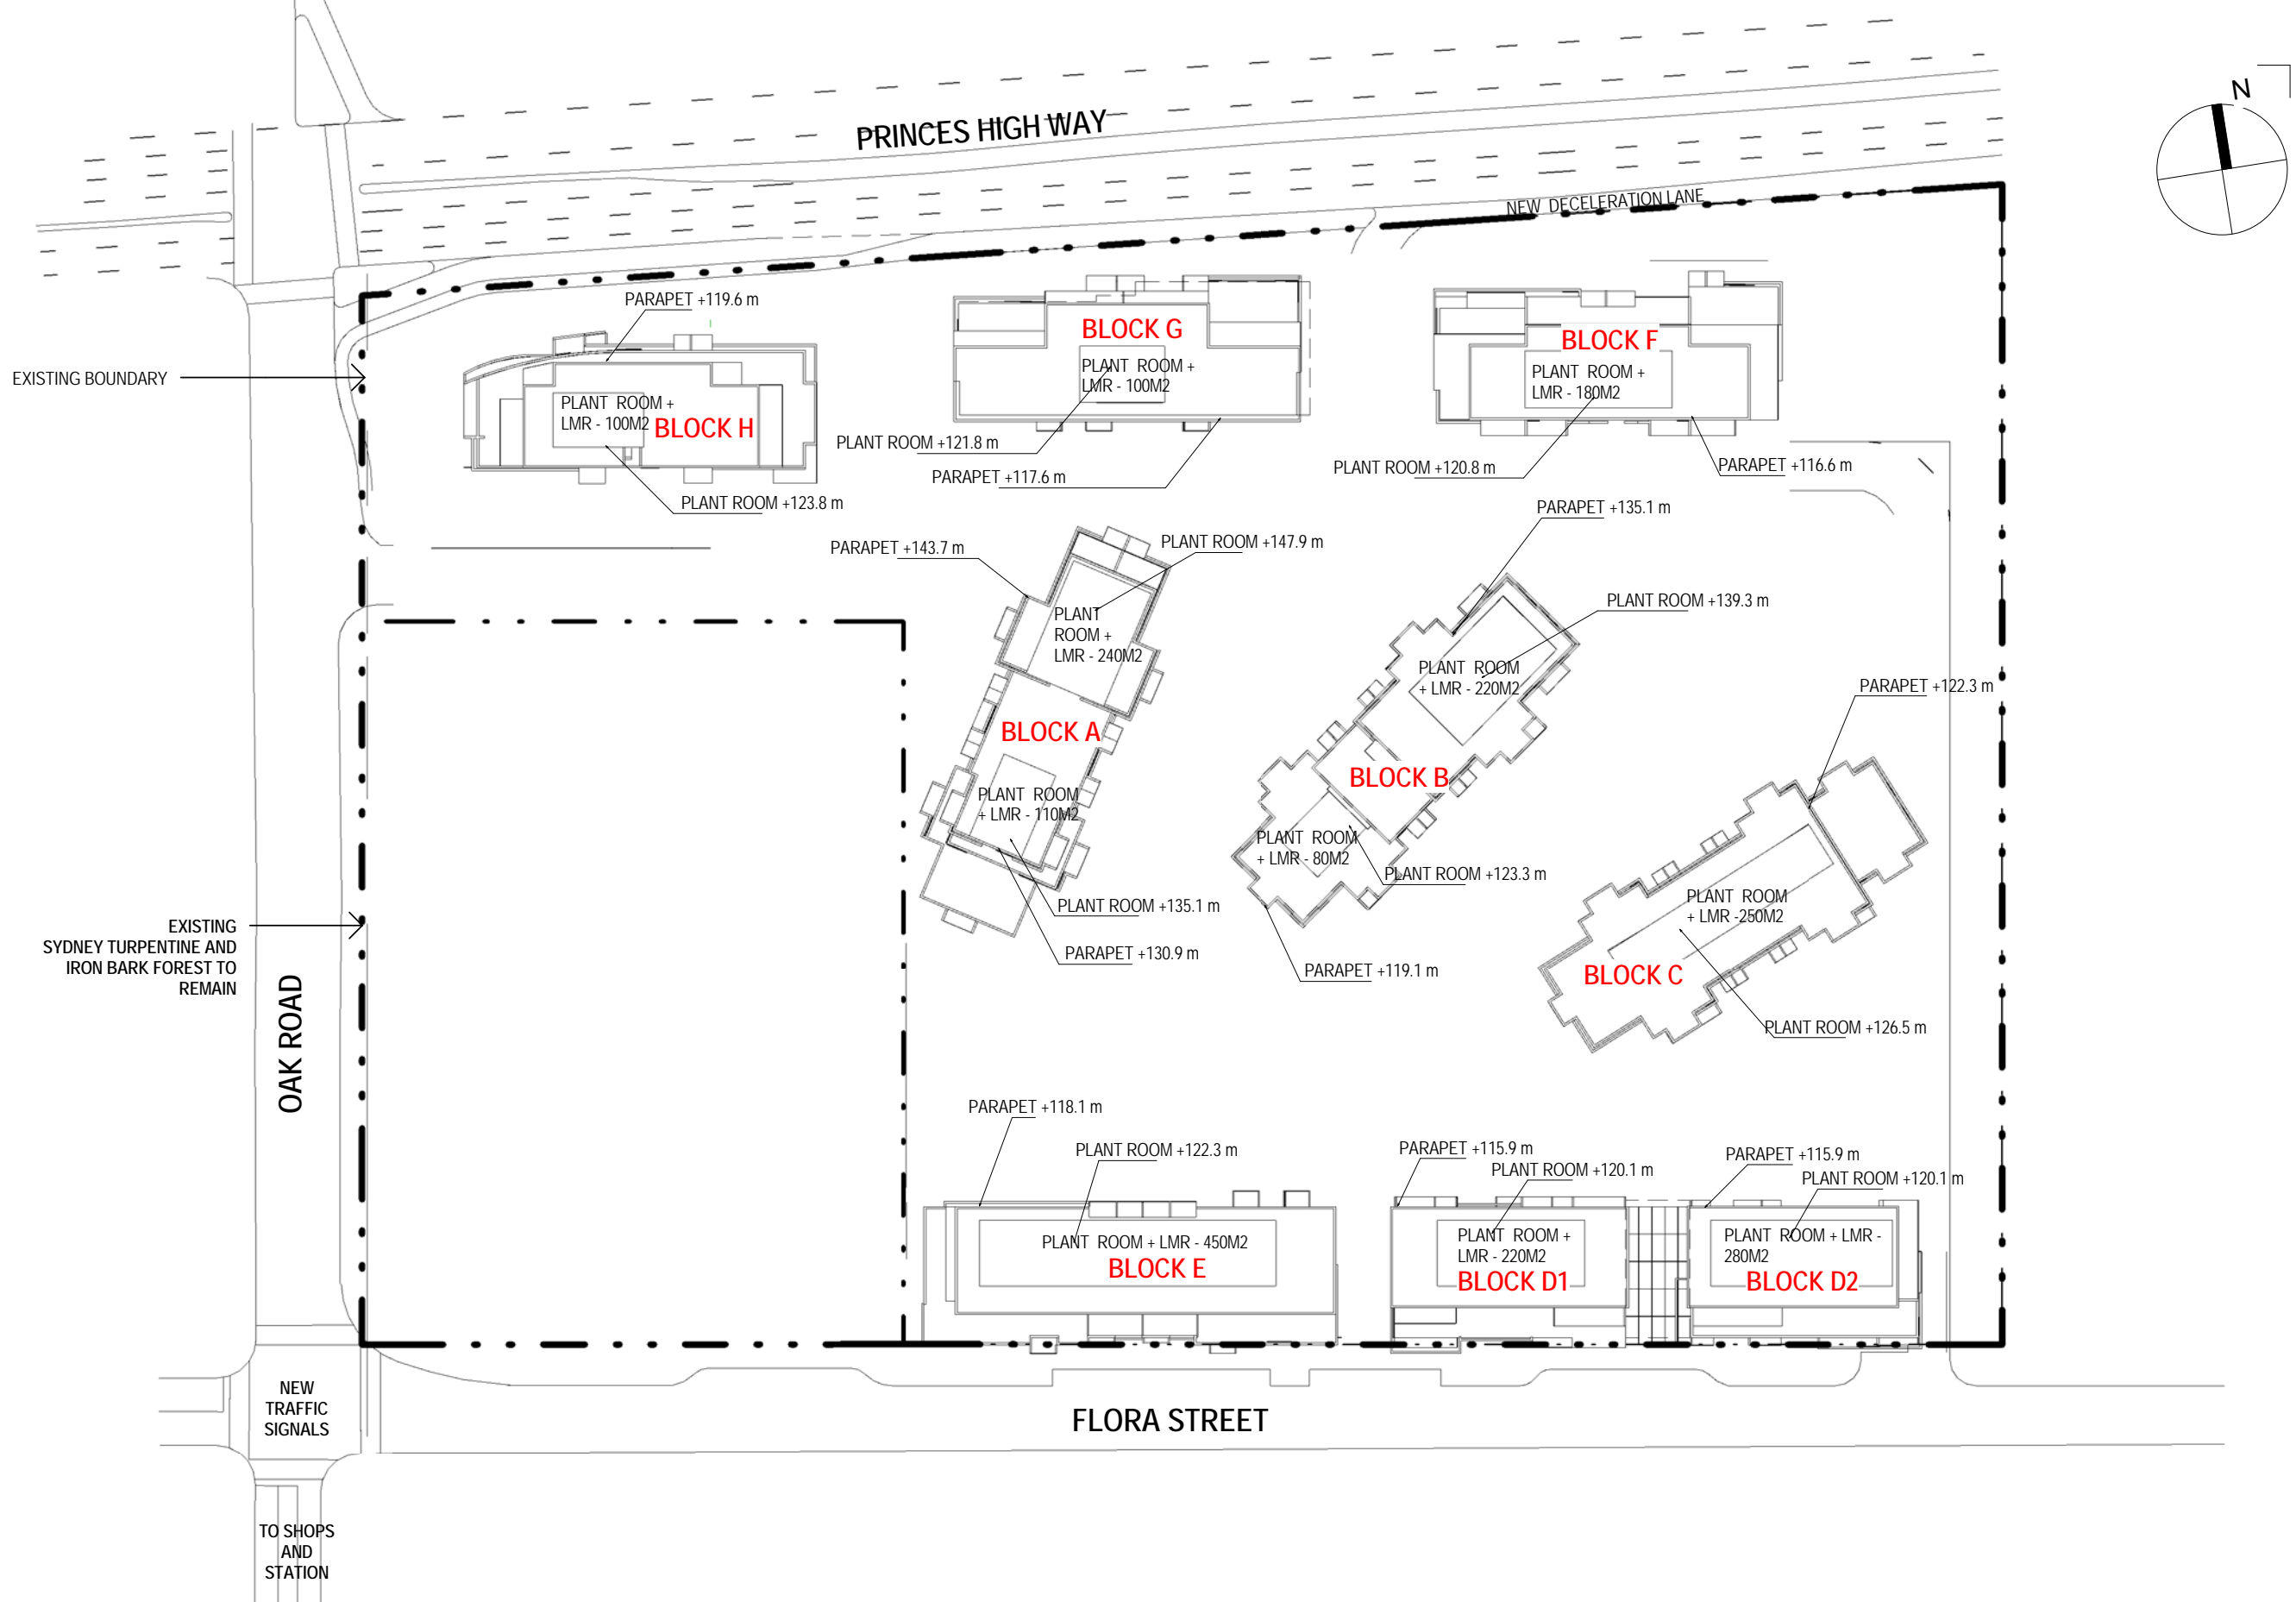 N
PRINCES HIGH WAY
NEW DECELERATION LANE
PARAPET +119.6 m
BLOCK G
BLOCK F
EXISTING BOUNDARY
PLANT ROOM +
LMR - 100M2
PLANT ROOM +
LMR - 180M2
PLANT ROOM +
LMR - 100M2
BLOCK H
PLANT ROOM +121.8 m
PARAPET +117.6 m
PLANT ROOM +120.8 m
PARAPET +116.6 m
PLANT ROOM +123.8 m
PARAPET +135.1 m
PARAPET +143.7 m
PLANT ROOM +147.9 m
PLANT ROOM +139.3 m
PLANT
ROOM +
LMR - 240M2
PLANT ROOM
+ LMR - 220M2
PARAPET +122.3 m
BLOCK A
BLOCK B
PLANT ROOM
+ LMR - 110M2
PLANT ROOM
+ LMR - 80M2
PLANT ROOM +123.3 m
PLANT ROOM
+ LMR -250M2
PLANT ROOM +135.1 m
PARAPET +130.9 m
PARAPET +119.1 m
BLOCK C
PLANT ROOM +126.5 m
EXISTING
SYDNEY TURPENTINE AND
IRON BARK FOREST TO
REMAIN
OAK ROAD
PARAPET +118.1 m
PLANT ROOM +122.3 m
PARAPET +115.9 m
PLANT ROOM +120.1 m
PARAPET +115.9 m
PLANT ROOM +120.1 m
PLANT ROOM + LMR - 450M2
BLOCK E
PLANT ROOM +
LMR - 220M2
BLOCK D1
PLANT ROOM + LMR -
280M2
BLOCK D2
NEW
TRAFFIC
SIGNALS
FLORA STREET
TO SHOPS
AND
STATION